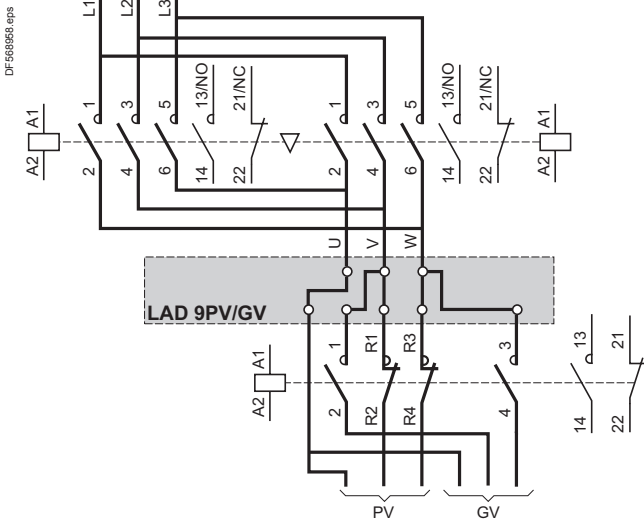 DF568958.eps
L1
L2
L3
A1
A2
1
2
3
4
5
6
13/NO
14
21/NC
22
1
2
3
4
5
6
13/NO
14
21/NC
22
A1
A2
U
V
W
LAD 9PV/GV
A1
A2
1
2
R1
R2
R3
R4
3
4
13
14
21
22
PV
GV